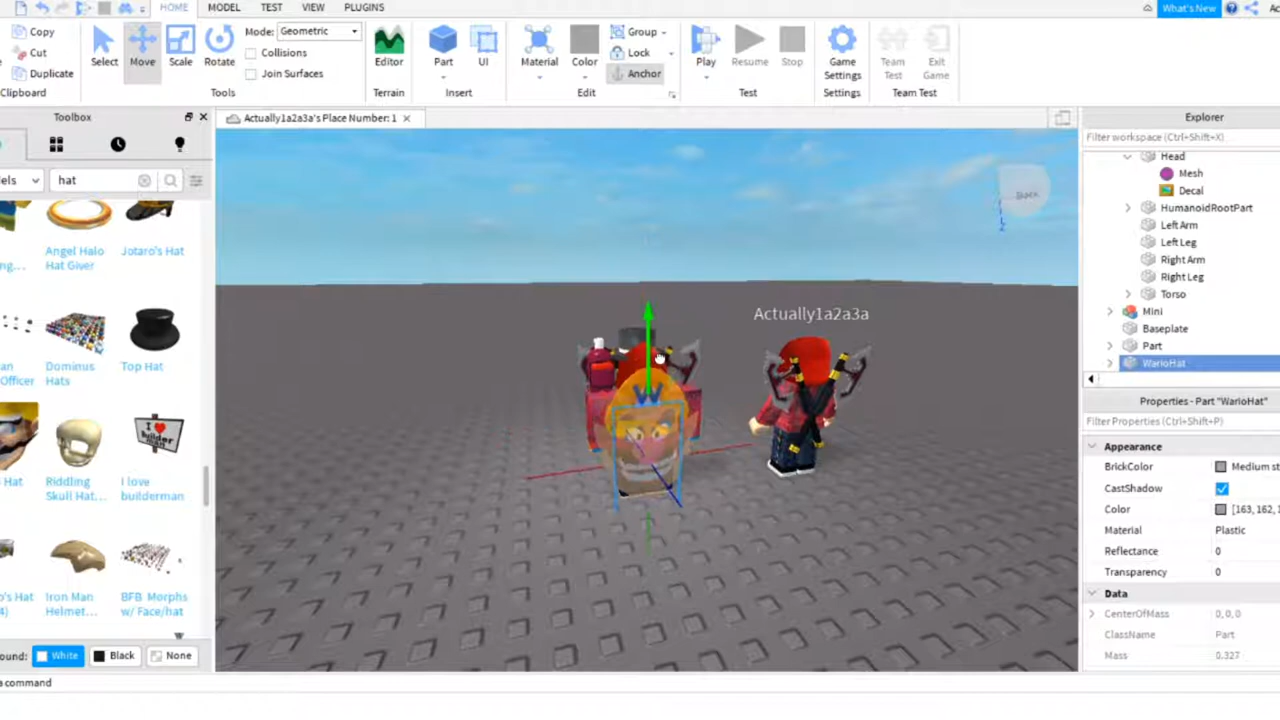 HOME MODEL TEST VIEW PLUGINS What's New
Copy
Cut
Duplicate
Clipboard
Select Move Scale Rotate
Mode: Geometric
Collisions
Join Surfaces
Tools
Editor
Terrain
Part UI
Insert
Material Color
Group
Lock
Anchor
Edit
Play Resume Stop
Test
Game Settings
Settings
Team Test Exit Game
Team Test
Toolbox
Actually1a2a3a's Place Number: 1
Explorer
Filter workspace (Ctrl+Shift+X)
hat
Angel Halo Hat Giver
Jotaro's Hat
Officer
Dominus Hats
Top Hat
Hat
Riddling Skull Hat...
I love builderman
I ♥ builder man
Iron Man Helmet...
BFB Morphs w/ Face/hat
White Black None
a command
Back
Z
Actually1a2a3a
Head
Mesh
Decal
HumanoidRootPart
Left Arm
Left Leg
Right Arm
Right Leg
Torso
Mini
Baseplate
Part
WarioHat
Properties - Part "WarioHat"
Filter Properties (Ctrl+Shift+P)
Appearance
BrickColor Medium st
CastShadow
Color [163, 162, 1
Material Plastic
Reflectance 0
Transparency 0
Data
CenterOfMass 0, 0, 0
ClassName Part
Mass 0.327